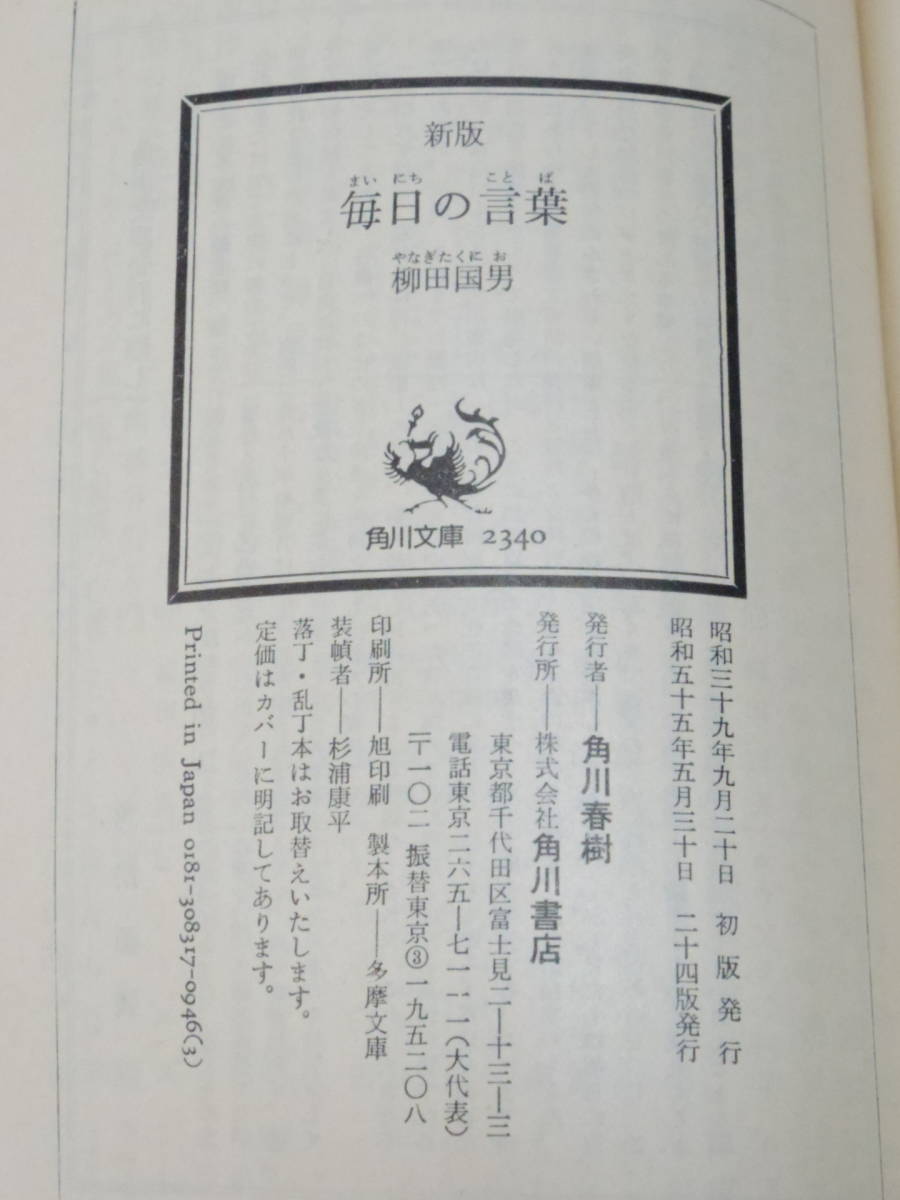 新版
まいにち ことば
毎日の言葉
やなぎたくにお
柳田国男
角川文庫 2340
昭和三十九年九月二十日 初版発行
昭和五十五年五月三十日 二十四版発行
発行者――角川春樹
発行所――株式会社角川書店
東京都千代田区富士見二―十三―三
電話東京二六五―七一一一(大代表)
〒一〇二 振替東京③一九五二〇八
印刷所――旭印刷 製本所――多摩文庫
装幀者――杉浦康平
落丁・乱丁本はお取替えいたします。
定価はカバーに明記してあります。
Printed in Japan 0181-308317-0946(3)